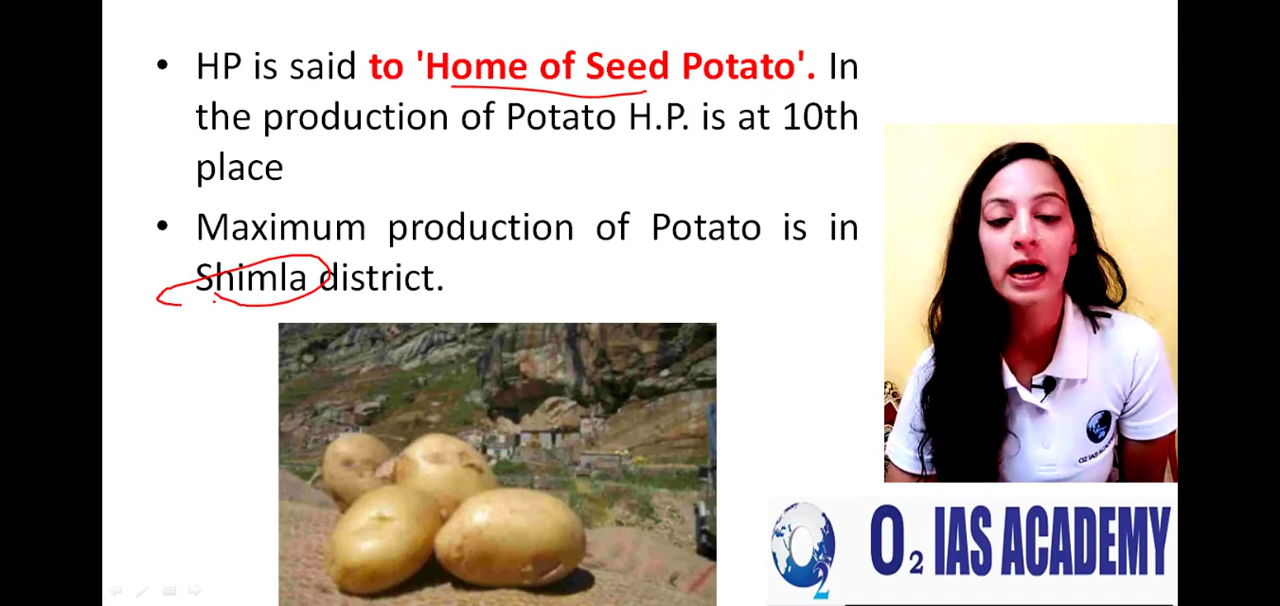 HP is said to 'Home of Seed Potato'. In
the production of Potato H.P. is at 10th
place
Maximum production of Potato is in
Shimla district.
O2 IAS ACADEMY